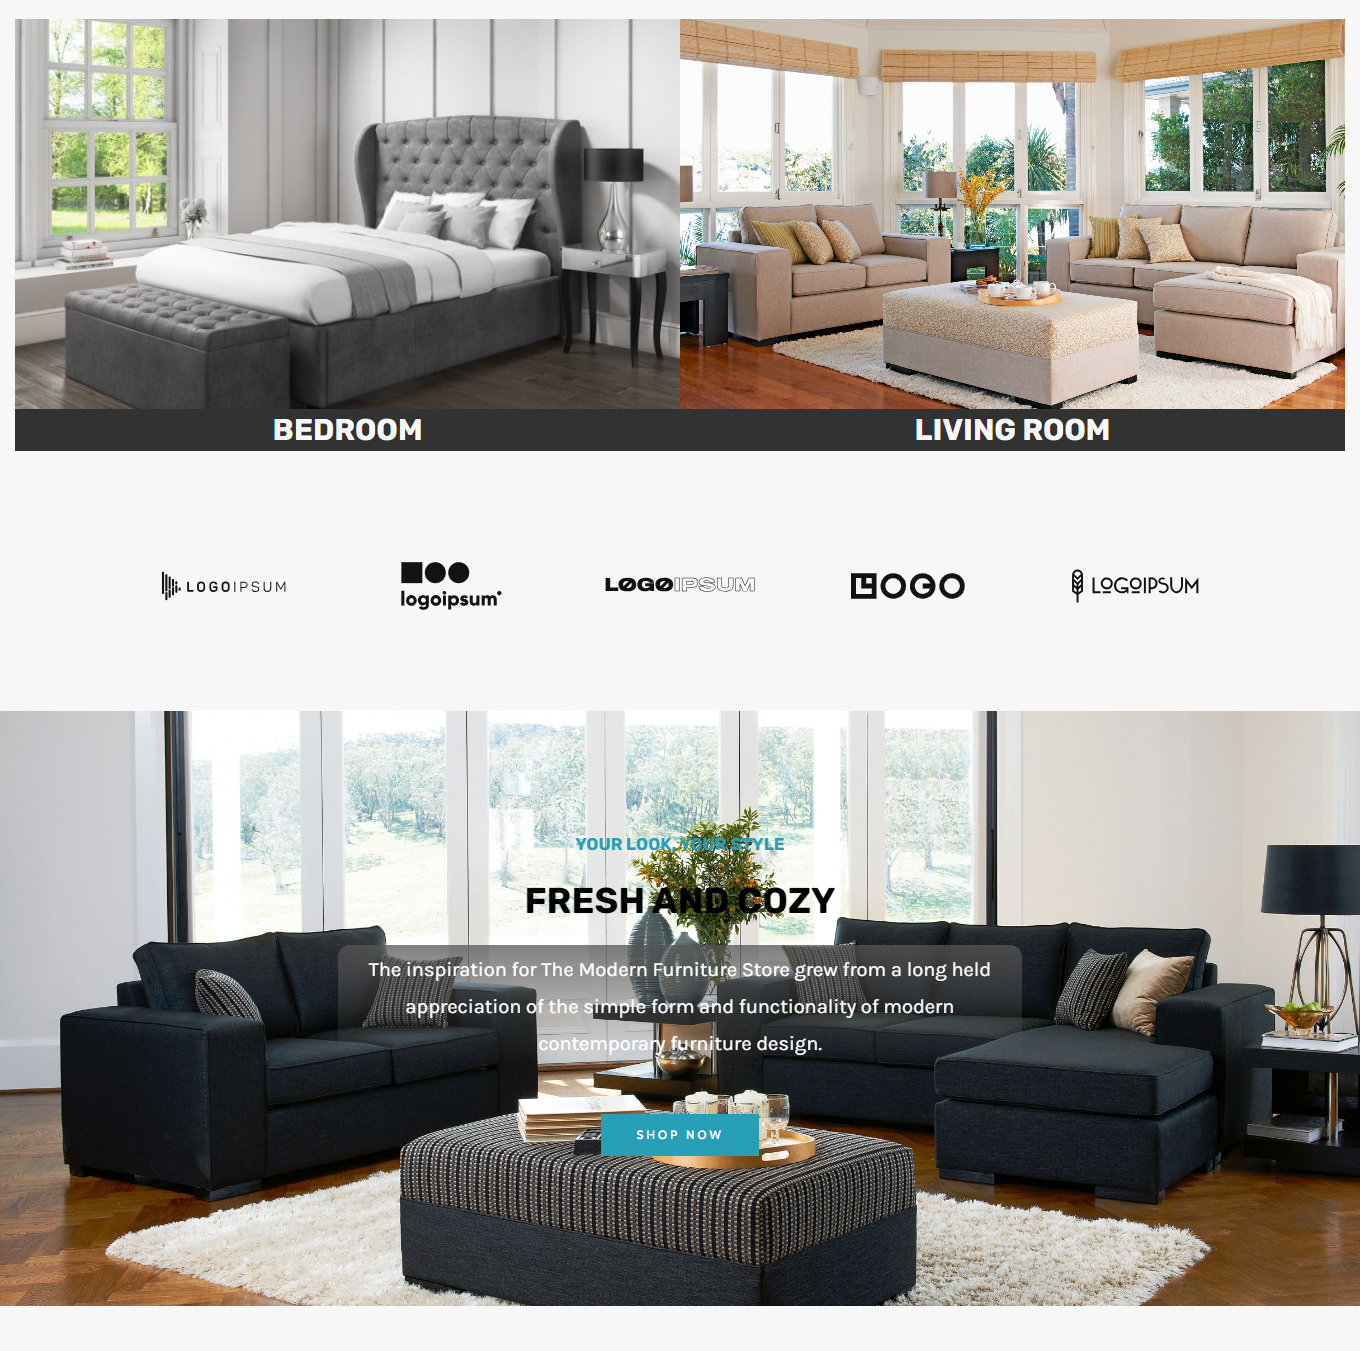 BEDROOM
LIVING ROOM
LOGOIPSUM
logoipsum
LOGOIPSUM
LOGO
LOGOIPSUM
YOUR LOOK, YOUR STYLE
FRESH AND COZY
The inspiration for The Modern Furniture Store grew from a long held
appreciation of the simple form and functionality of modern
contemporary furniture design.
SHOP NOW